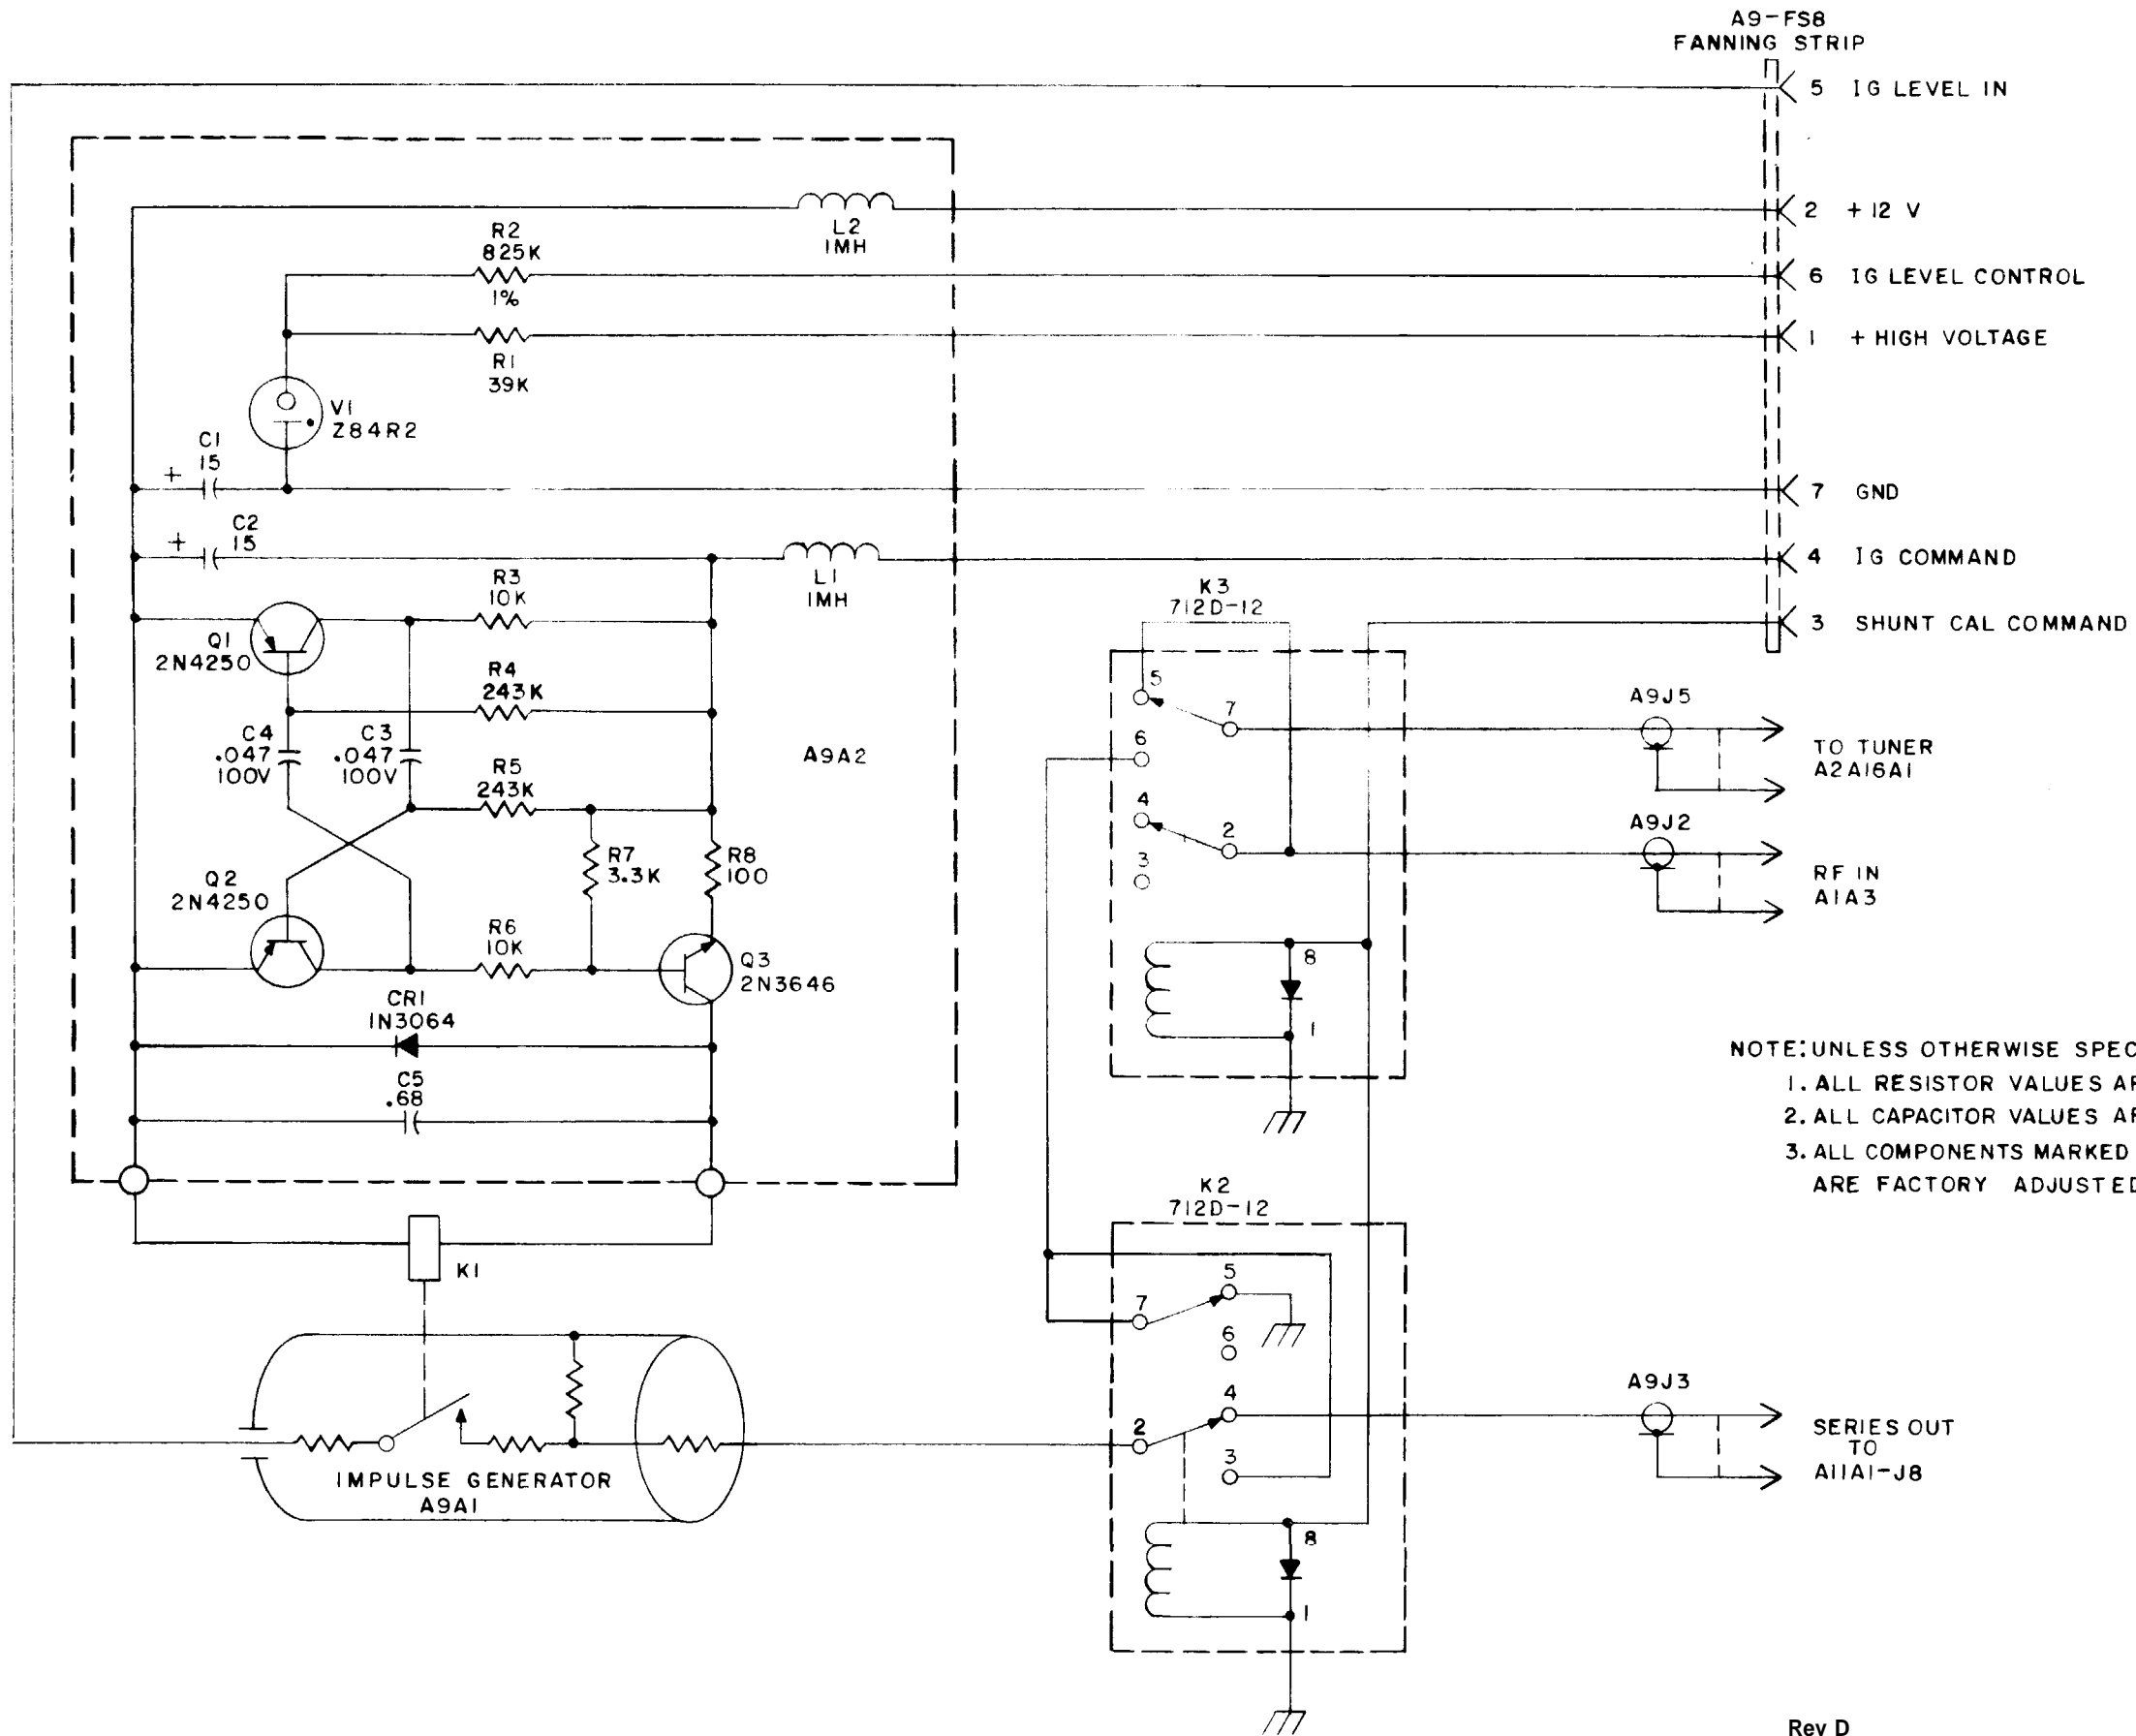 A9-FS8
FANNING STRIP
5 IG LEVEL IN
2 +12 V
6 IG LEVEL CONTROL
1 + HIGH VOLTAGE
7 GND
4 IG COMMAND
3 SHUNT CAL COMMAND
L2
1MH
R2
825K
1%
R1
39K
V1
Z84R2
+
C1
15
+
C2
15
L1
1MH
R3
10K
Q1
2N4250
R4
243K
C4
.047
100V
C3
.047
100V
R5
243K
A9A2
R7
3.3K
R8
100
Q2
2N4250
R6
10K
Q3
2N3646
CR1
1N3064
C5
.68
K1
IMPULSE GENERATOR
A9A1
K3
712D-12
5
7
6
4
2
3
8
1
A9J5
TO TUNER
A2A16A1
A9J2
RF IN
A1A3
NOTE: UNLESS OTHERWISE SPEC
1. ALL RESISTOR VALUES AR
2. ALL CAPACITOR VALUES AR
3. ALL COMPONENTS MARKED
ARE FACTORY ADJUSTED
K2
712D-12
5
7
6
4
2
3
8
1
A9J3
SERIES OUT
TO
A11A1-J8
Rev D